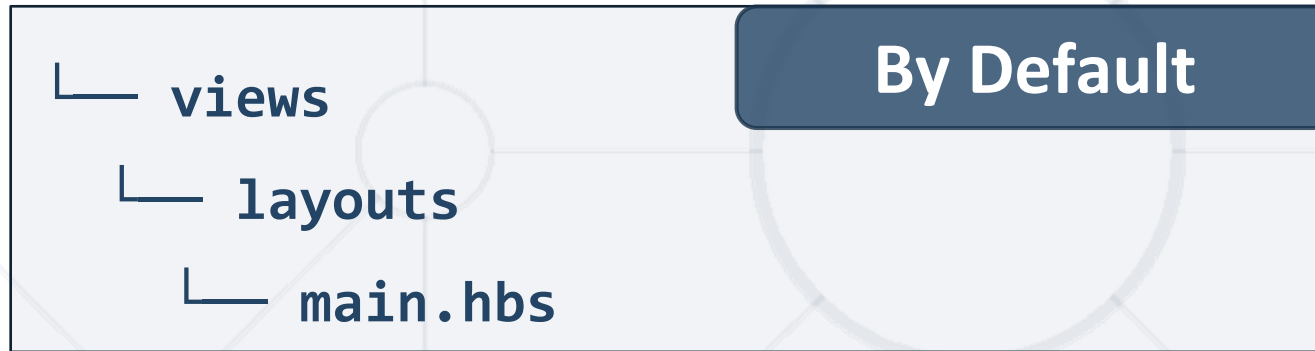 By Default
└── views
└── layouts
└── main.hbs